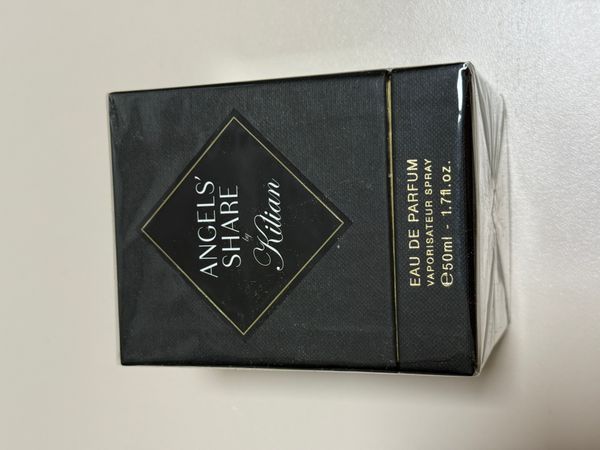 ANGELS'
SHARE
by
Kilian
EAU DE PARFUM
VAPORISATEUR SPRAY
℮50ml - 1.7fl.oz.